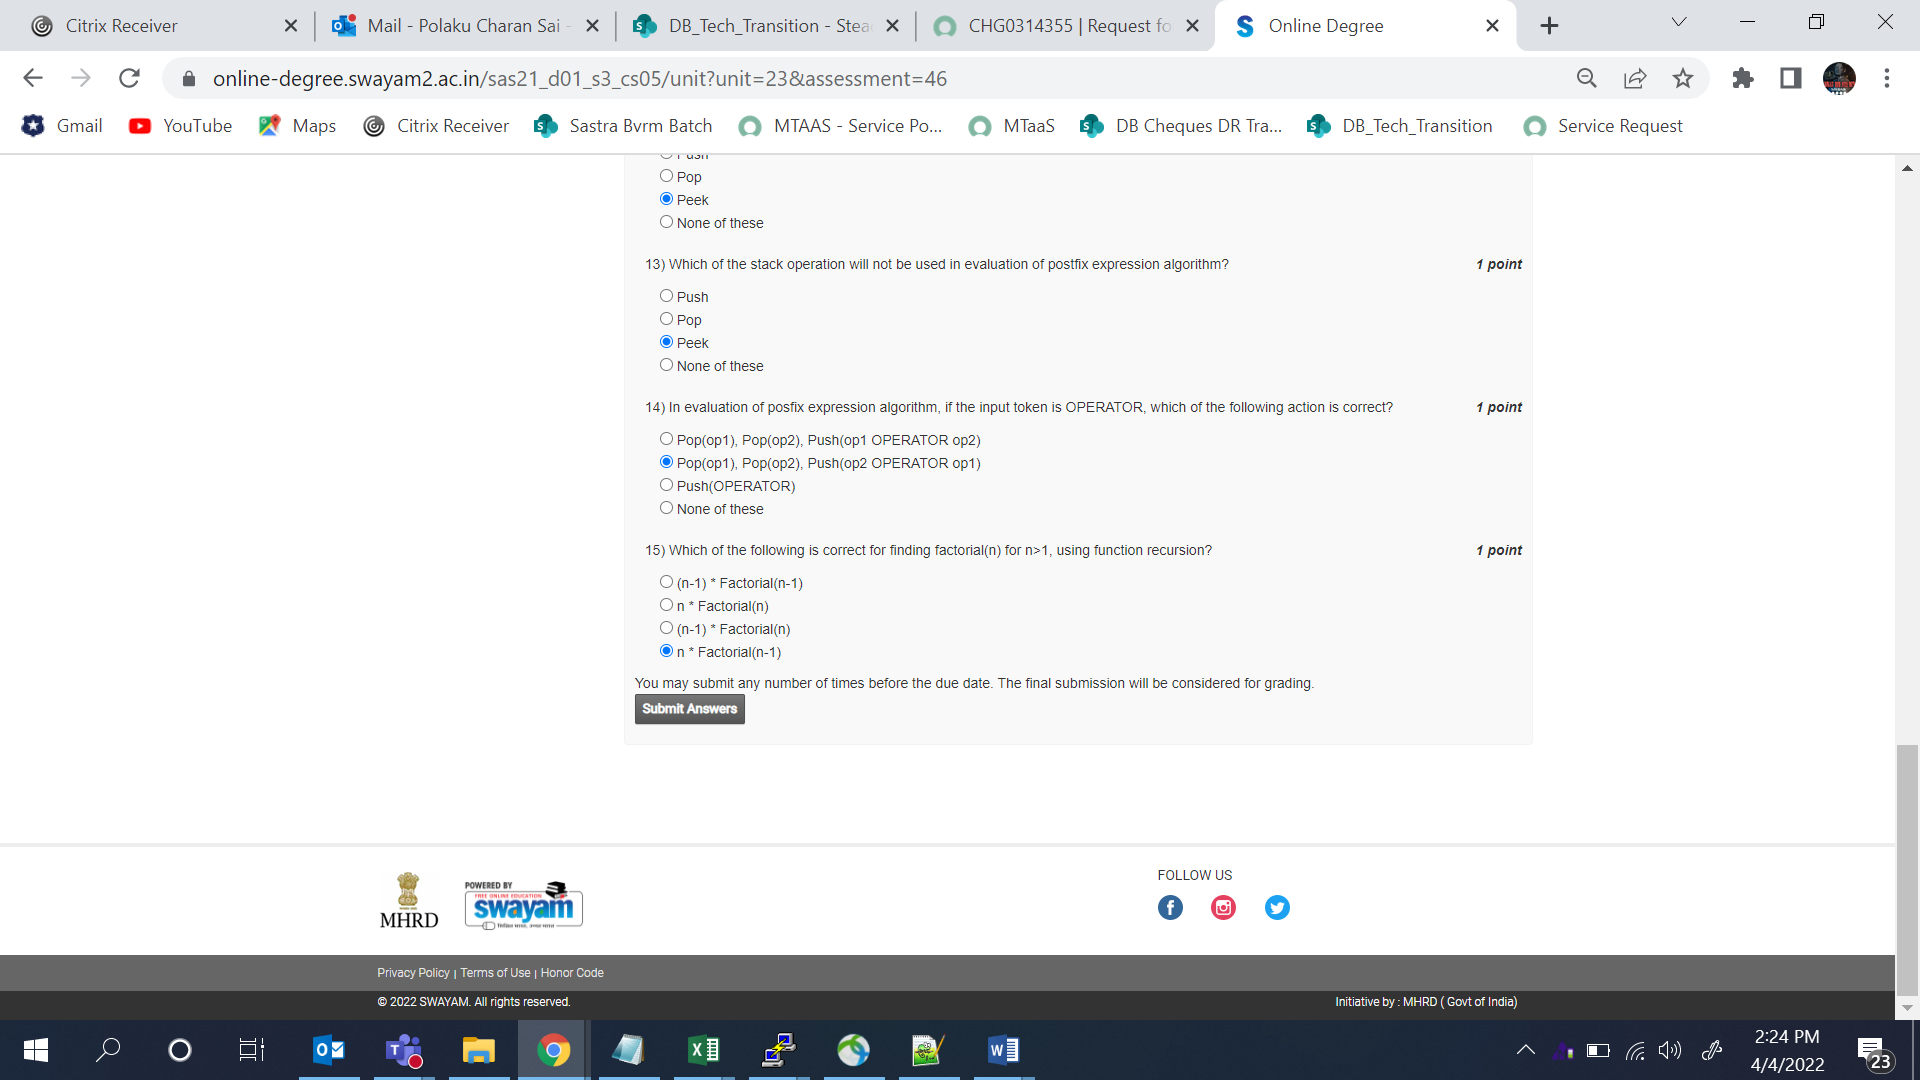 Citrix Receiver
Mail - Polaku Charan Sai -
DB_Tech_Transition - Stea
CHG0314355 | Request fo
Online Degree
online-degree.swayam2.ac.in/sas21_d01_s3_cs05/unit?unit=23&assessment=46
Gmail
YouTube
Maps
Citrix Receiver
Sastra Bvrm Batch
MTAAS - Service Po...
MTaaS
DB Cheques DR Tra...
DB_Tech_Transition
Service Request
Push
Pop
Peek
None of these
13) Which of the stack operation will not be used in evaluation of postfix expression algorithm? 1 point
Push
Pop
Peek
None of these
14) In evaluation of posfix expression algorithm, if the input token is OPERATOR, which of the following action is correct? 1 point
Pop(op1), Pop(op2), Push(op1 OPERATOR op2)
Pop(op1), Pop(op2), Push(op2 OPERATOR op1)
Push(OPERATOR)
None of these
15) Which of the following is correct for finding factorial(n) for n>1, using function recursion? 1 point
(n-1) * Factorial(n-1)
n * Factorial(n)
(n-1) * Factorial(n)
n * Factorial(n-1)
You may submit any number of times before the due date. The final submission will be considered for grading.
Submit Answers
MHRD
POWERED BY
FREE ONLINE EDUCATION
swayam
FOLLOW US
Privacy Policy | Terms of Use | Honor Code
© 2022 SWAYAM. All rights reserved.
Initiative by : MHRD ( Govt of India)
2:24 PM
4/4/2022
23